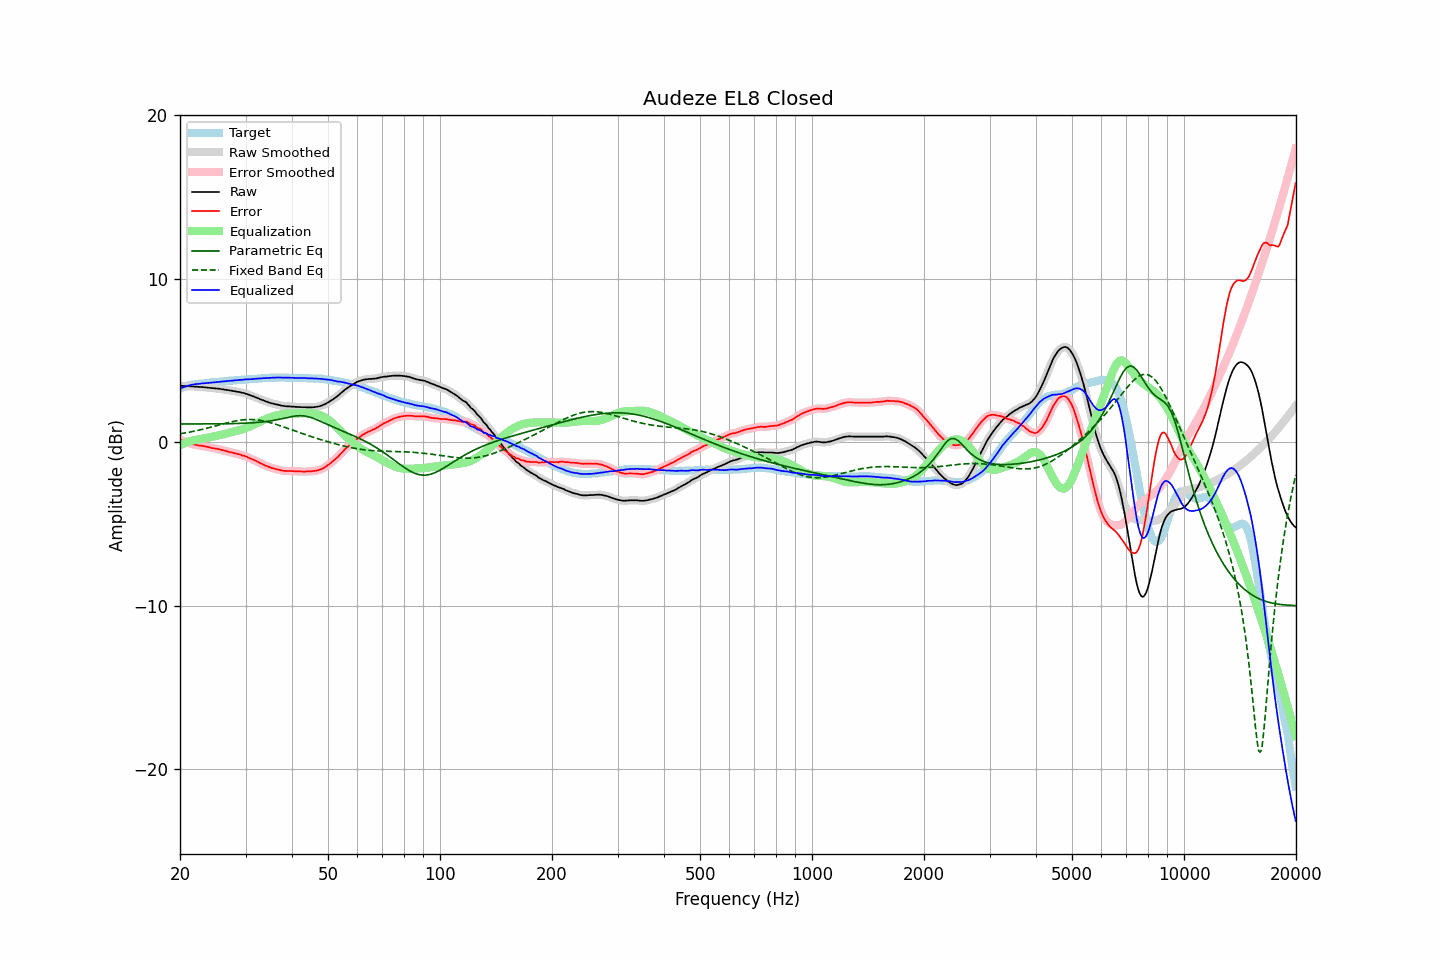 Audeze EL8 Closed
20
10
0
−10
−20
Amplitude (dBr)
Target
Raw Smoothed
Error Smoothed
Raw
Error
Equalization
Parametric Eq
Fixed Band Eq
Equalized
20 50 100 200 500 1000 2000 5000 10000 20000
Frequency (Hz)